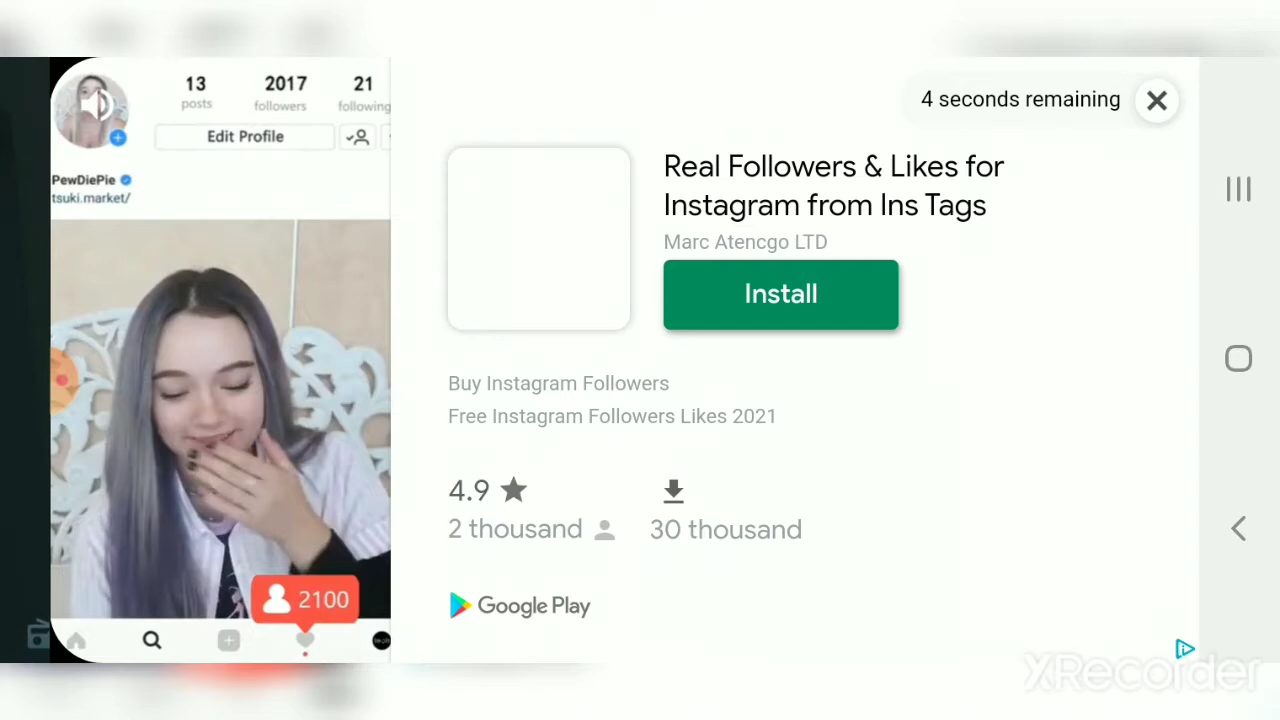 13 2017 21
posts followers following
Edit Profile
PewDiePie
tsuki.market/
2100
4 seconds remaining
Real Followers & Likes for
Instagram from Ins Tags
Marc Atencgo LTD
Install
Buy Instagram Followers
Free Instagram Followers Likes 2021
4.9
2 thousand 30 thousand
Google Play
XRecorder